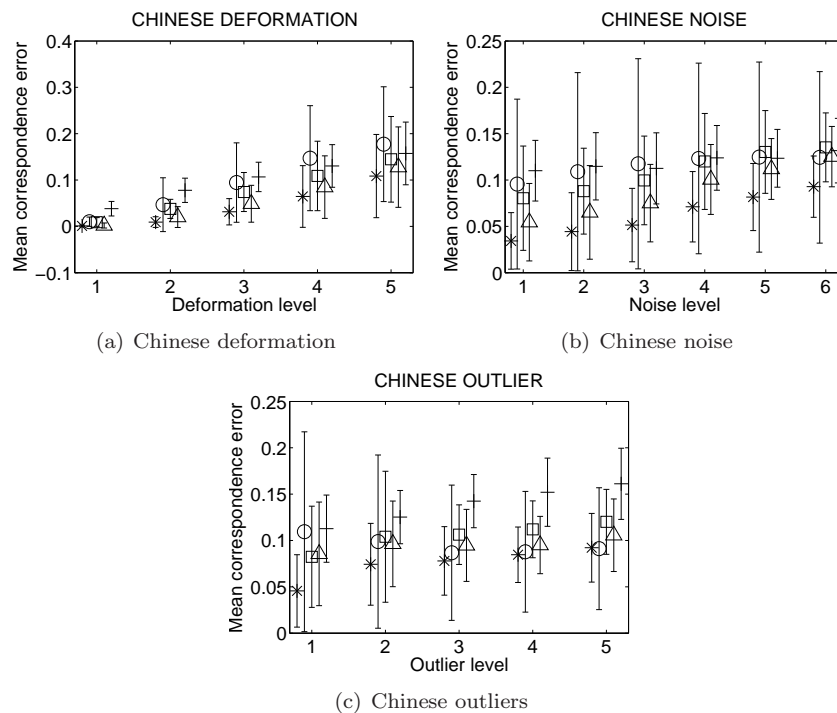 CHINESE DEFORMATION
0.4
0.3
0.2
0.1
0
−0.1
Mean correspondence error
1 2 3 4 5
Deformation level
(a) Chinese deformation
CHINESE NOISE
0.25
0.2
0.15
0.1
0.05
0
Mean correspondence error
1 2 3 4 5 6
Noise level
(b) Chinese noise
CHINESE OUTLIER
0.25
0.2
0.15
0.1
0.05
0
Mean correspondence error
1 2 3 4 5
Outlier level
(c) Chinese outliers